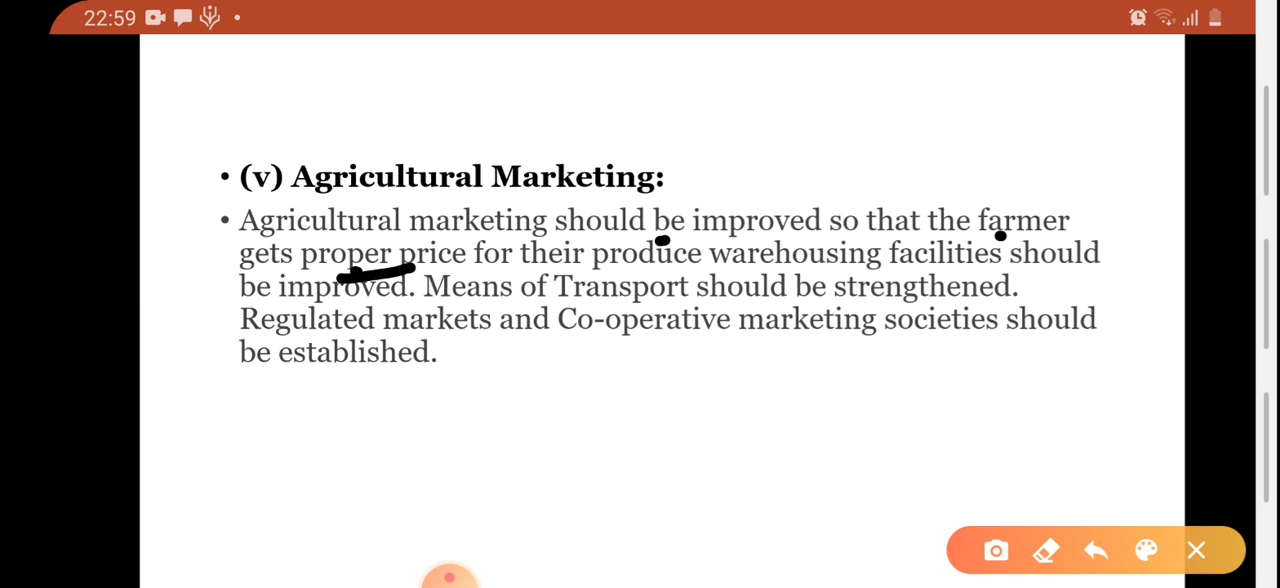 22:59
• (v) Agricultural Marketing:
• Agricultural marketing should be improved so that the farmer
gets proper price for their produce warehousing facilities should
be improved. Means of Transport should be strengthened.
Regulated markets and Co-operative marketing societies should
be established.